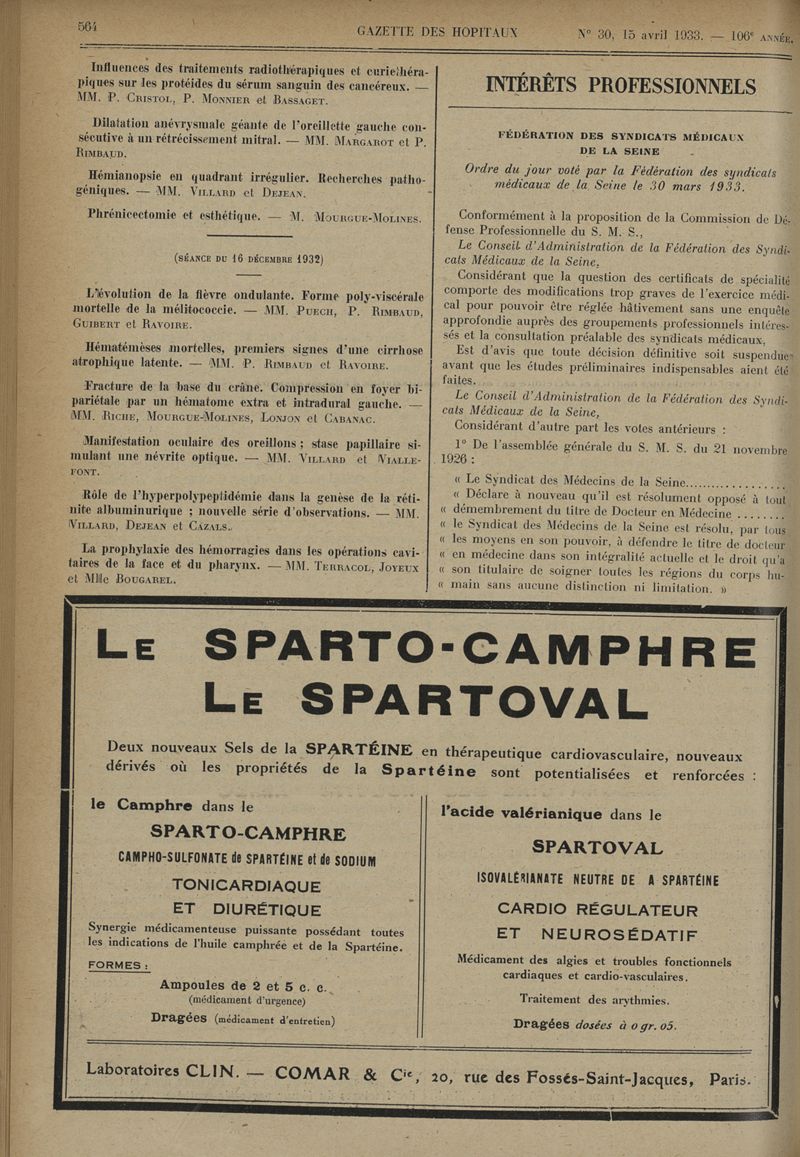 564
GAZETTE DES HOPITAUX
N° 30, 15 avril 1933. — 106e ANNÉE.
Influences des traitements radiothérapiques et curiethéra-
piques sur les protéides du sérum sanguin des cancéreux. —
MM. P. CRISTOL, P. MONNIER et BASSAGET.
Dilatation anévrysmale géante de l'oreillette gauche con-
sécutive à un rétrécissement mitral. — MM. MARGAROT et P.
RIMBAUD.
Hémianopsie en quadrant irrégulier. Recherches patho-
géniques. — MM. VILLARD et DEJEAN.
Phrénicectomie et esthétique. — M. MOURGUE-MOLINES.
(SÉANCE DU 16 DÉCEMBRE 1932)
L'évolution de la fièvre ondulante. Forme poly-viscérale
mortelle de la mélitococcie. — MM. PUECH, P. RIMBAUD,
GUIBERT et RAVOIRE.
Hématémèses mortelles, premiers signes d'une cirrhose
atrophique latente. — MM. P. RIMBAUD et RAVOIRE.
Fracture de la base du crâne. Compression en foyer bi-
pariétale par un hématome extra et intradural gauche. —
MM. RICHE, MOURGUE-MOLINES, LONJON et CABANAC.
Manifestation oculaire des oreillons ; stase papillaire si-
mulant une névrite optique. — MM. VILLARD et VIALLE-
FONT.
Rôle de l'hyperpolypeptidémie dans la genèse de la réti-
nite albuminurique ; nouvelle série d'observations. — MM.
VILLARD, DEJEAN et CAZALS.
La prophylaxie des hémorragies dans les opérations cavi-
taires de la face et du pharynx. — MM. TERRACOL, JOYEUX
et Mlle BOUGAREL.
INTÉRÊTS PROFESSIONNELS
FÉDÉRATION DES SYNDICATS MÉDICAUX
DE LA SEINE
Ordre du jour voté par la Fédération des syndicats
médicaux de la Seine le 30 mars 1933.
Conformément à la proposition de la Commission de Dé-
fense Professionnelle du S. M. S.,
Le Conseil d'Administration de la Fédération des Syndi-
cats Médicaux de la Seine,
Considérant que la question des certificats de spécialité
comporte des modifications trop graves de l'exercice médi-
cal pour pouvoir être réglée hâtivement sans une enquête
approfondie auprès des groupements professionnels intéres-
sés et la consultation préalable des syndicats médicaux,
Est d'avis que toute décision définitive soit suspendue
avant que les études préliminaires indispensables aient été
faites.
Le Conseil d'Administration de la Fédération des Syndi-
cats Médicaux de la Seine,
Considérant d'autre part les votes antérieurs :
1° De l'assemblée générale du S. M. S. du 21 novembre
1926 :
« Le Syndicat des Médecins de la Seine..................
« Déclare à nouveau qu'il est résolument opposé à tout
« démembrement du titre de Docteur en Médecine ........
« le Syndicat des Médecins de la Seine est résolu, par tous
« les moyens en son pouvoir, à défendre le titre de docteur
« en médecine dans son intégralité actuelle et le droit qu'a
« son titulaire de soigner toutes les régions du corps hu-
« main sans aucune distinction ni limitation. »
LE SPARTO-CAMPHRE
LE SPARTOVAL
Deux nouveaux Sels de la SPARTÉINE en thérapeutique cardiovasculaire, nouveaux
dérivés où les propriétés de la Spartéine sont potentialisées et renforcées :
le Camphre dans le
SPARTO-CAMPHRE
CAMPHO-SULFONATE de SPARTÉINE et de SODIUM
TONICARDIAQUE
ET DIURÉTIQUE
Synergie médicamenteuse puissante possédant toutes
les indications de l'huile camphrée et de la Spartéine.
FORMES :
Ampoules de 2 et 5 c. c.
(médicament d'urgence)
Dragées (médicament d'entretien)
l'acide valérianique dans le
SPARTOVAL
ISOVALÉRIANATE NEUTRE DE A SPARTÉINE
CARDIO RÉGULATEUR
ET NEUROSÉDATIF
Médicament des algies et troubles fonctionnels
cardiaques et cardio-vasculaires.
Traitement des arythmies.
Dragées dosées à 0 gr. 05.
Laboratoires CLIN. — COMAR & Cie, 20, rue des Fossés-Saint-Jacques, Paris.